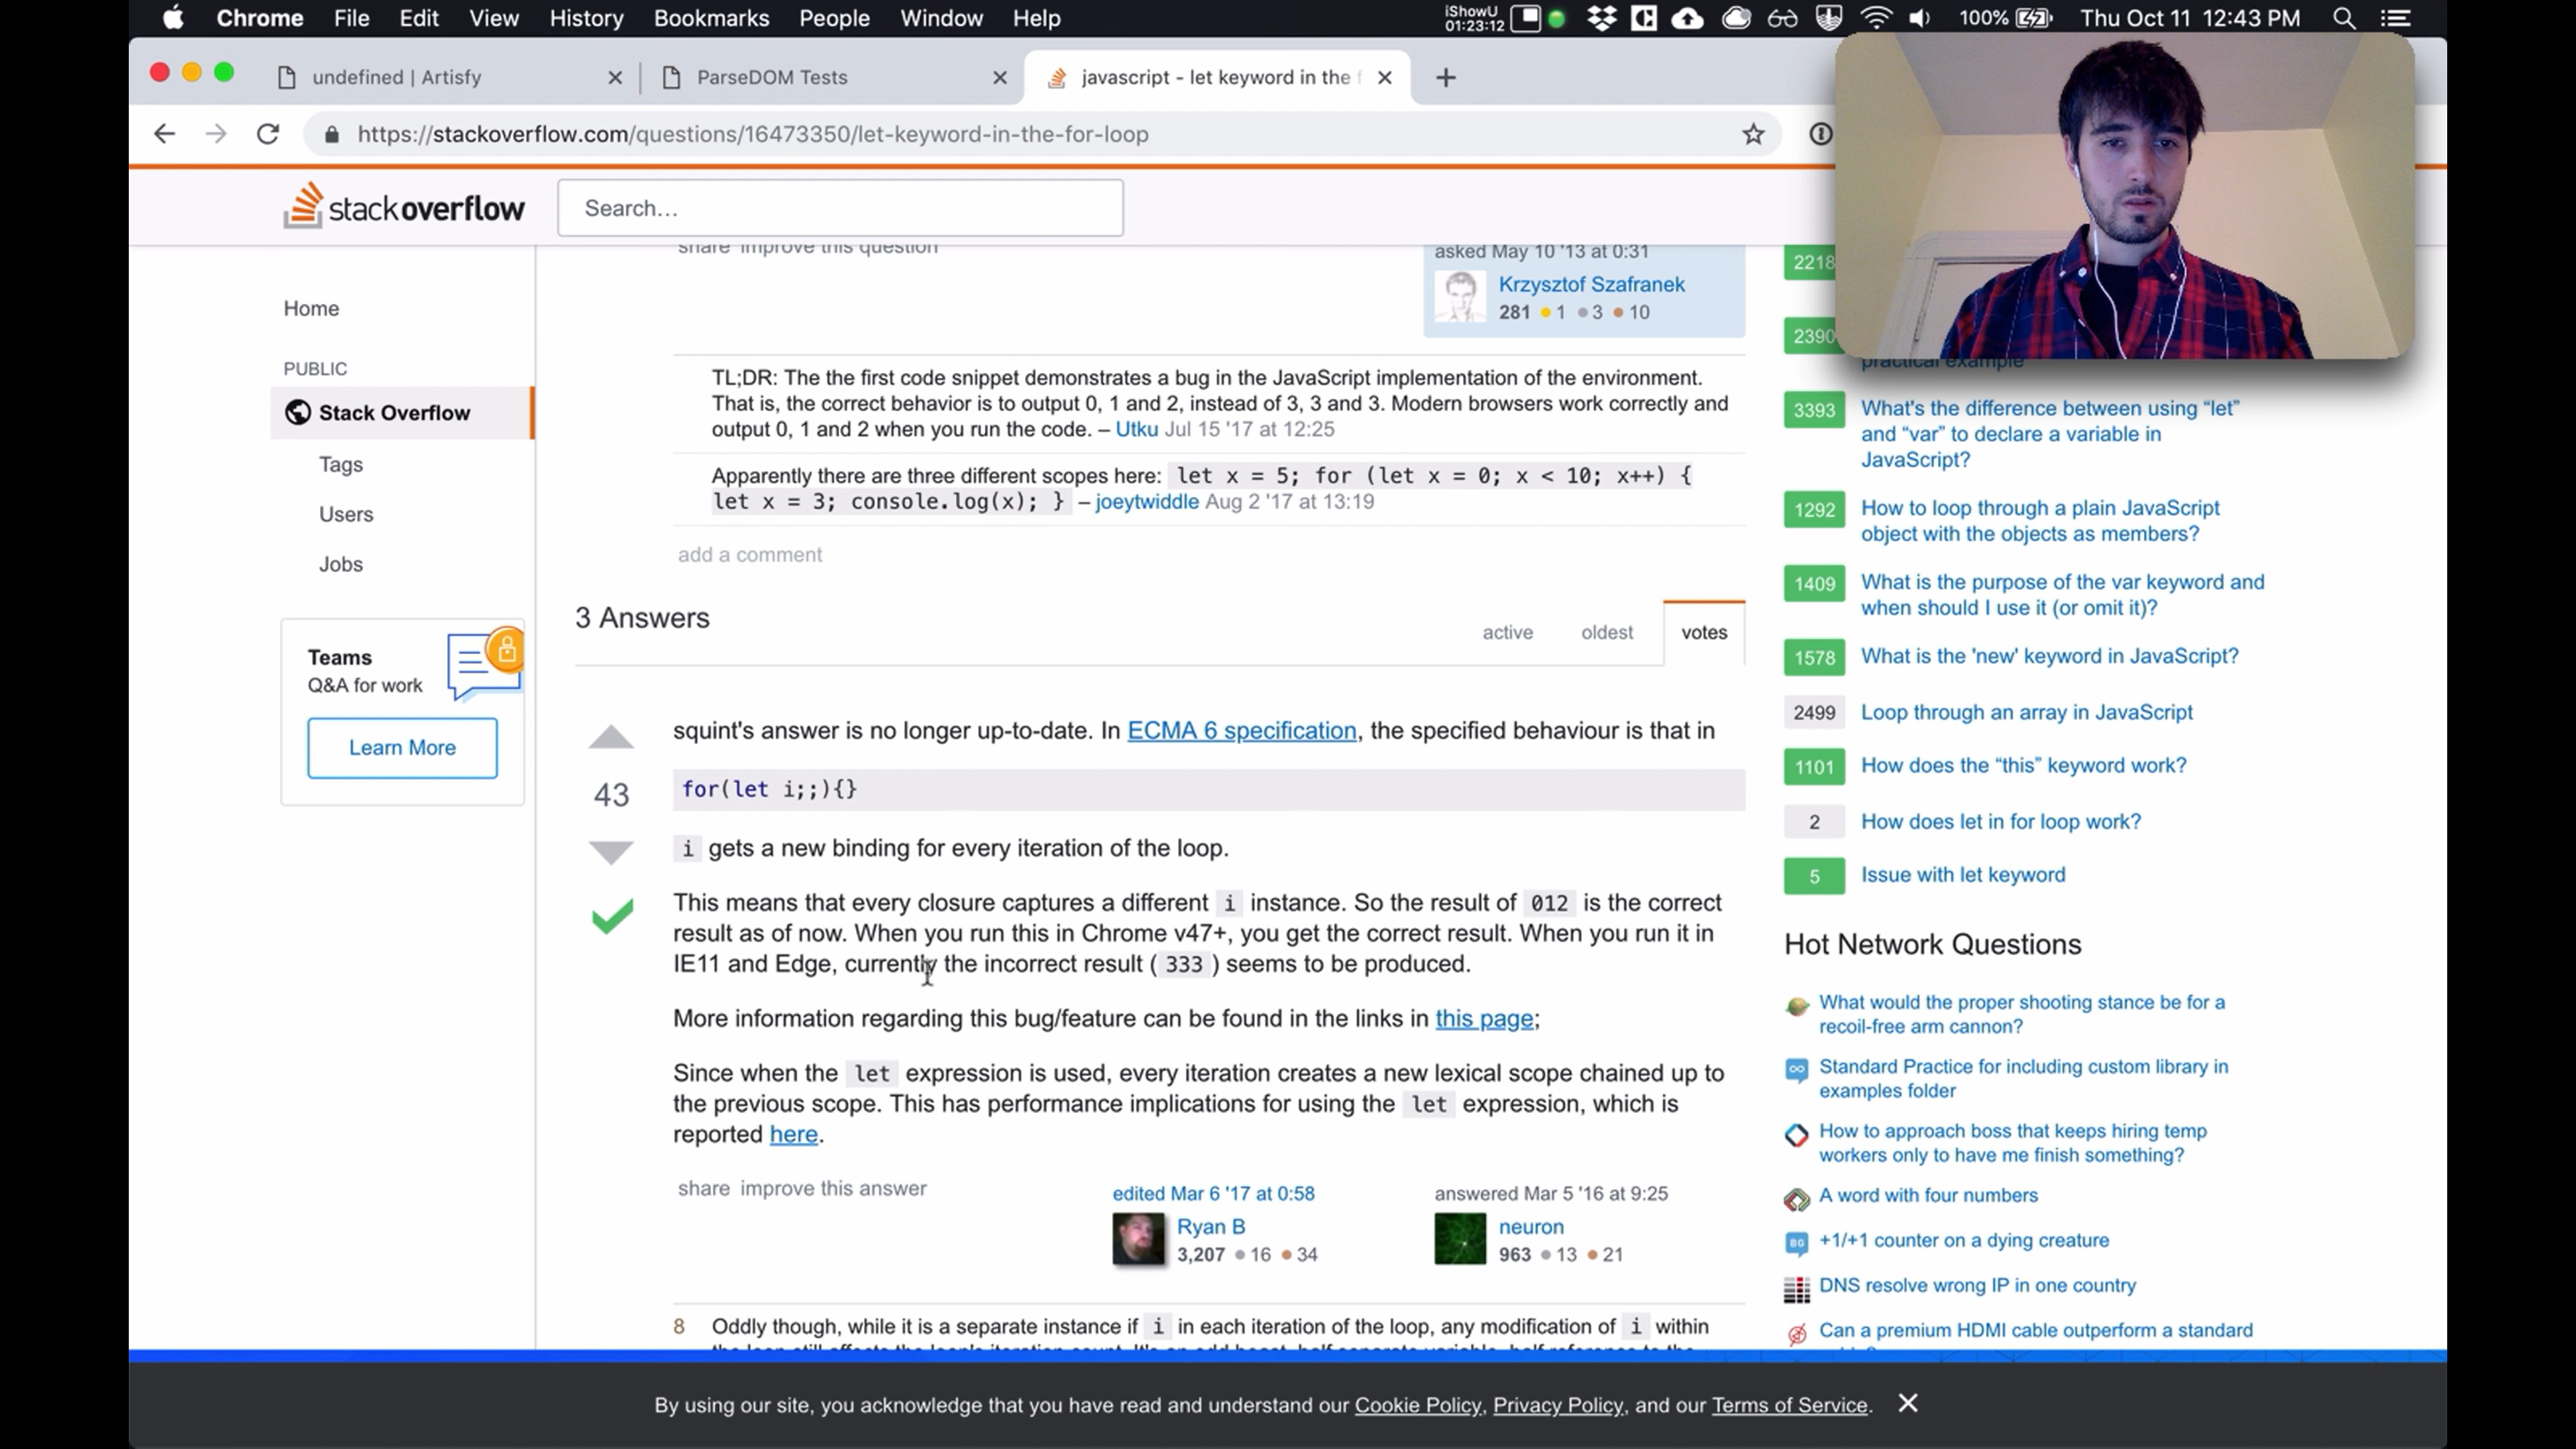 Chrome File Edit View History Bookmarks People Window Help
iShowU
01:23:12
100%
Thu Oct 11 12:43 PM
undefined | Artisfy
ParseDOM Tests
javascript - let keyword in the f
https://stackoverflow.com/questions/16473350/let-keyword-in-the-for-loop
stackoverflow
Search…
Home
PUBLIC
Stack Overflow
Tags
Users
Jobs
Teams
Q&A for work
Learn More
share improve this question
asked May 10 '13 at 0:31
Krzysztof Szafranek
281 1 3 10
TL;DR: The the first code snippet demonstrates a bug in the JavaScript implementation of the environment.
That is, the correct behavior is to output 0, 1 and 2, instead of 3, 3 and 3. Modern browsers work correctly and
output 0, 1 and 2 when you run the code. – Utku Jul 15 '17 at 12:25
Apparently there are three different scopes here: let x = 5; for (let x = 0; x < 10; x++) {
let x = 3; console.log(x); } – joeytwiddle Aug 2 '17 at 13:19
add a comment
3 Answers
active
oldest
votes
43
squint's answer is no longer up-to-date. In ECMA 6 specification, the specified behaviour is that in
for(let i;;){}
i gets a new binding for every iteration of the loop.
This means that every closure captures a different i instance. So the result of 012 is the correct
result as of now. When you run this in Chrome v47+, you get the correct result. When you run it in
IE11 and Edge, currently the incorrect result ( 333 ) seems to be produced.
More information regarding this bug/feature can be found in the links in this page;
Since when the let expression is used, every iteration creates a new lexical scope chained up to
the previous scope. This has performance implications for using the let expression, which is
reported here.
share improve this answer
edited Mar 6 '17 at 0:58
Ryan B
3,207 16 34
answered Mar 5 '16 at 9:25
neuron
963 13 21
8 Oddly though, while it is a separate instance if i in each iteration of the loop, any modification of i within
2218
2390
practical example
3393 What's the difference between using “let”
and “var” to declare a variable in
JavaScript?
1292 How to loop through a plain JavaScript
object with the objects as members?
1409 What is the purpose of the var keyword and
when should I use it (or omit it)?
1578 What is the 'new' keyword in JavaScript?
2499 Loop through an array in JavaScript
1101 How does the “this” keyword work?
2 How does let in for loop work?
5 Issue with let keyword
Hot Network Questions
What would the proper shooting stance be for a
recoil-free arm cannon?
Standard Practice for including custom library in
examples folder
How to approach boss that keeps hiring temp
workers only to have me finish something?
A word with four numbers
BG
+1/+1 counter on a dying creature
DNS resolve wrong IP in one country
Can a premium HDMI cable outperform a standard
By using our site, you acknowledge that you have read and understand our Cookie Policy, Privacy Policy, and our Terms of Service.